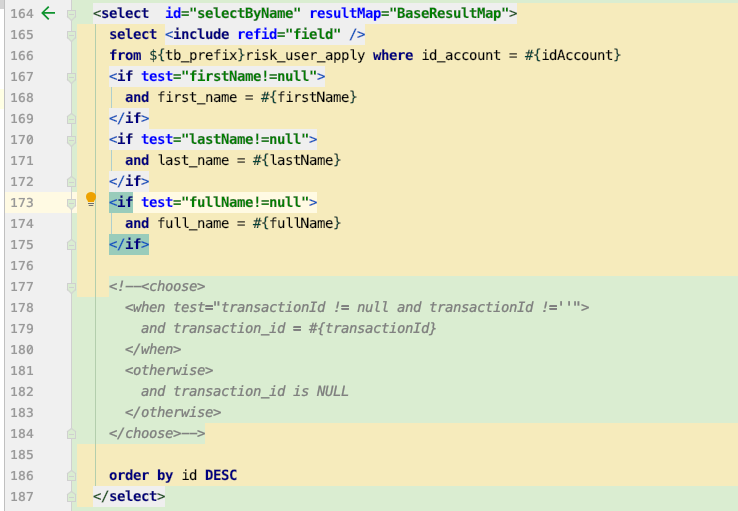 164 <select  id="selectByName" resultMap="BaseResultMap">
165 select <include refid="field" />
166 from ${tb_prefix}risk_user_apply where id_account = #{idAccount}
167 <if test="firstName!=null">
168 and first_name = #{firstName}
169 </if>
170 <if test="lastName!=null">
171 and last_name = #{lastName}
172 </if>
173 <if test="fullName!=null">
174 and full_name = #{fullName}
175 </if>
176
177 <!--<choose>
178 <when test="transactionId != null and transactionId !=''">
179 and transaction_id = #{transactionId}
180 </when>
181 <otherwise>
182 and transaction_id is NULL
183 </otherwise>
184 </choose>-->
185
186 order by id DESC
187 </select>